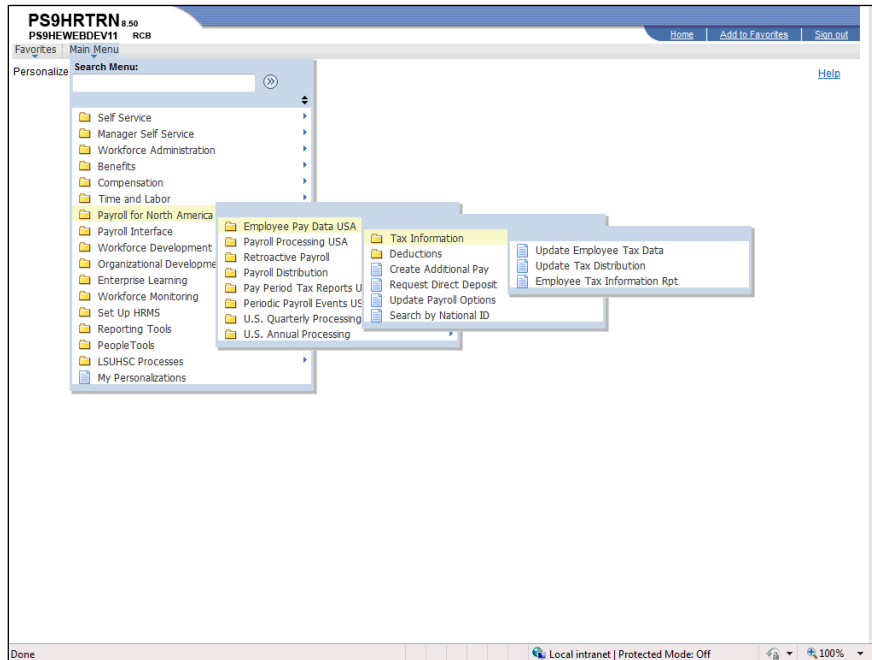 PS9HRTRN 8.50
PS9HEWEBDEV11 RCB
Home Add to Favorites Sign out
Favorites Main Menu
Personalize
Help
Search Menu:
Self Service
Manager Self Service
Workforce Administration
Benefits
Compensation
Time and Labor
Payroll for North America
Payroll Interface
Workforce Development
Organizational Developme
Enterprise Learning
Workforce Monitoring
Set Up HRMS
Reporting Tools
PeopleTools
LSUHSC Processes
My Personalizations
Employee Pay Data USA
Payroll Processing USA
Retroactive Payroll
Payroll Distribution
Pay Period Tax Reports U
Periodic Payroll Events US
U.S. Quarterly Processing
U.S. Annual Processing
Tax Information
Deductions
Create Additional Pay
Request Direct Deposit
Update Payroll Options
Search by National ID
Update Employee Tax Data
Update Tax Distribution
Employee Tax Information Rpt
Done
Local intranet | Protected Mode: Off
100%